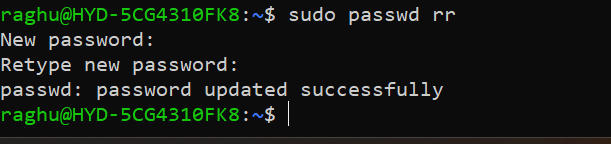 raghu@HYD-5CG4310FK8:~$ sudo passwd rr
New password:
Retype new password:
passwd: password updated successfully
raghu@HYD-5CG4310FK8:~$